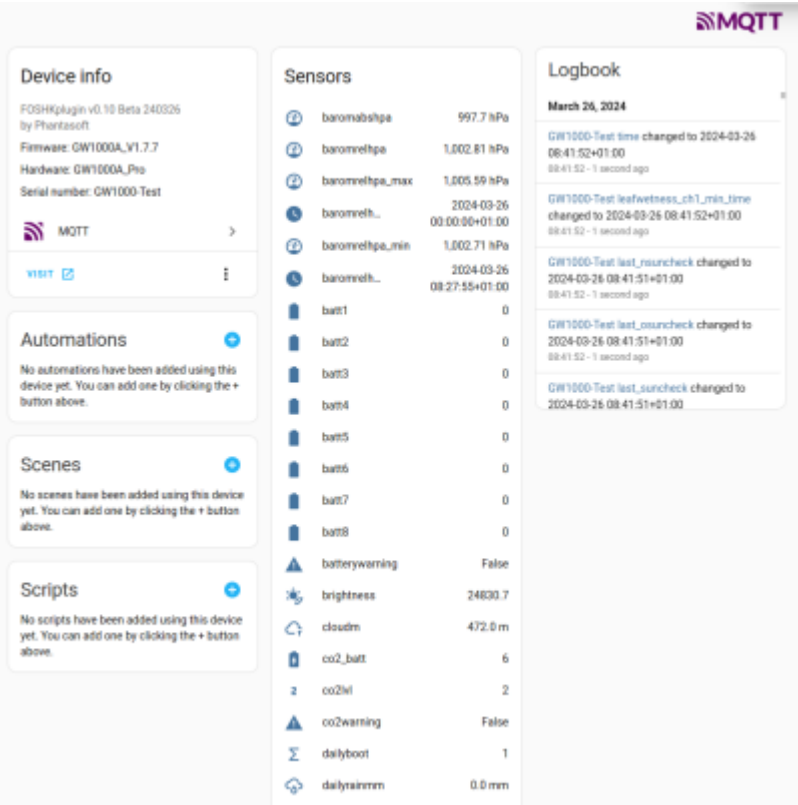 MQTT
Device info
FOSHKplugin v0.10 Beta 240326
by Phantasoft
Firmware: GW1000A_V1.7.7
Hardware: GW1000A_Pro
Serial number: GW1000-Test
MQTT
VISIT
Automations
No automations have been added using this
device yet. You can add one by clicking the +
button above.
Scenes
No scenes have been added using this device
yet. You can add one by clicking the + button
above.
Scripts
No scripts have been added using this device
yet. You can add one by clicking the + button
above.
Sensors
baromabshpa 997.7 hPa
baromrelhpa 1,002.81 hPa
baromrelhpa_max 1,005.59 hPa
baromrelh... 2024-03-26
00:00:00+01:00
baromrelhpa_min 1,002.71 hPa
baromrelh... 2024-03-26
08:27:55+01:00
batt1 0
batt2 0
batt3 0
batt4 0
batt5 0
batt6 0
batt7 0
batt8 0
batterywarning False
brightness 24830.7
cloudm 472.0 m
co2_batt 6
z co2lvl 2
co2warning False
dailyboot 1
dailyrainmm 0.0 mm
Logbook
March 26, 2024
GW1000-Test time changed to 2024-03-26
08:41:52+01:00
08:41:52 - 1 second ago
GW1000-Test leafwetness_ch1_min_time
changed to 2024-03-26 08:41:52+01:00
08:41:52 - 1 second ago
GW1000-Test last_nsuncheck changed to
2024-03-26 08:41:51+01:00
08:41:52 - 1 second ago
GW1000-Test last_osuncheck changed to
2024-03-26 08:41:51+01:00
08:41:52 - 1 second ago
GW1000-Test last_suncheck changed to
2024-03-26 08:41:51+01:00